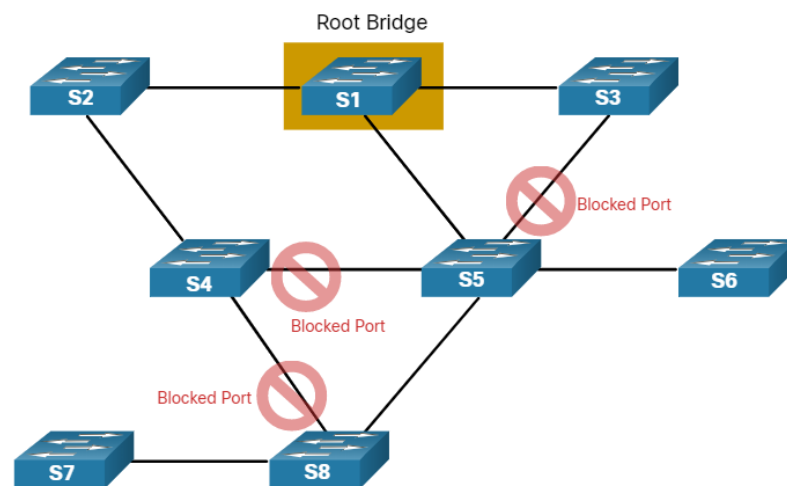 Root Bridge
S2
S1
S3
Blocked Port
S4
S5
S6
Blocked Port
Blocked Port
S7
S8